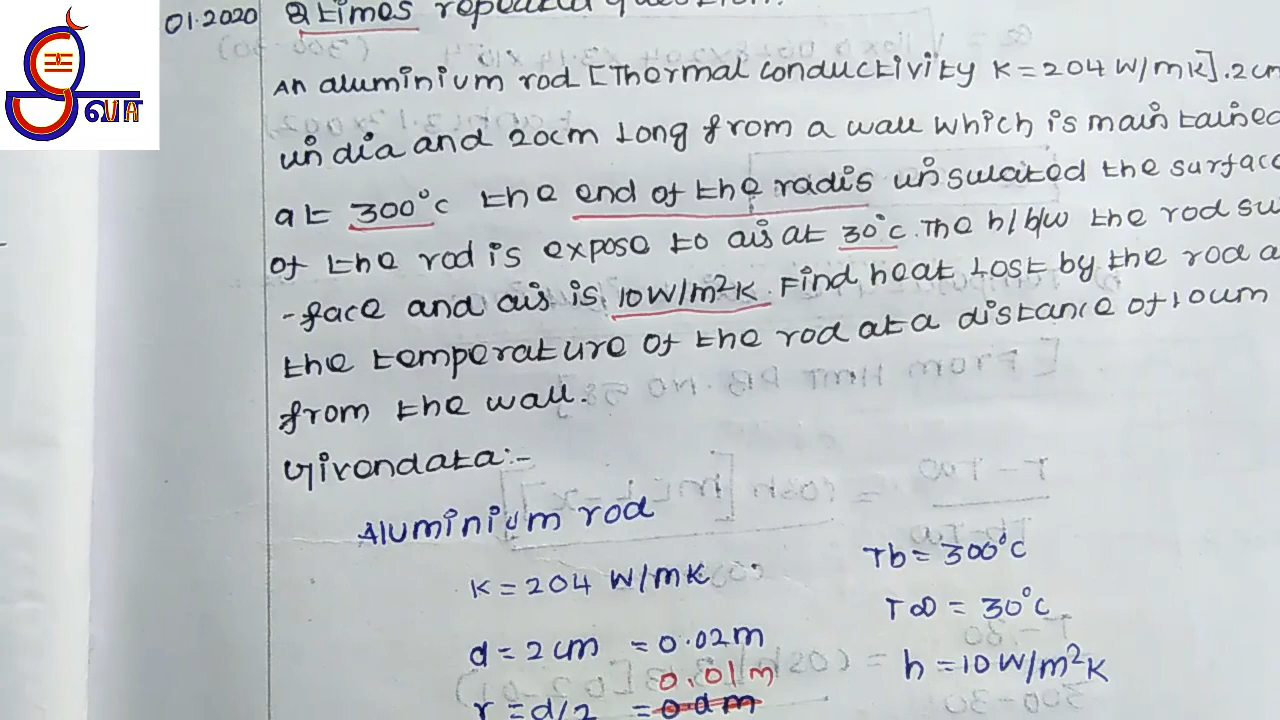 01.2020 2 times repeated question.
An aluminium rod [Thermal conductivity K=204 W/mK]. 2cm
in dia and 20cm long from a wall which is maintained
at 300°c the end of the radis insulated the surface
of the rod is expose to air at 30°c. The h/b/w the rod su
-face and air is 10W/m²K. Find heat lost by the rod a
the temperature of the rod at a distance of 10cm
from the wall.
Givendata:-
Aluminium rod
K = 204 W/mK
Tb = 300°C
T∞ = 30°C
d = 2cm = 0.02m
h = 10 W/m²K
0.01m
r = d/2 =